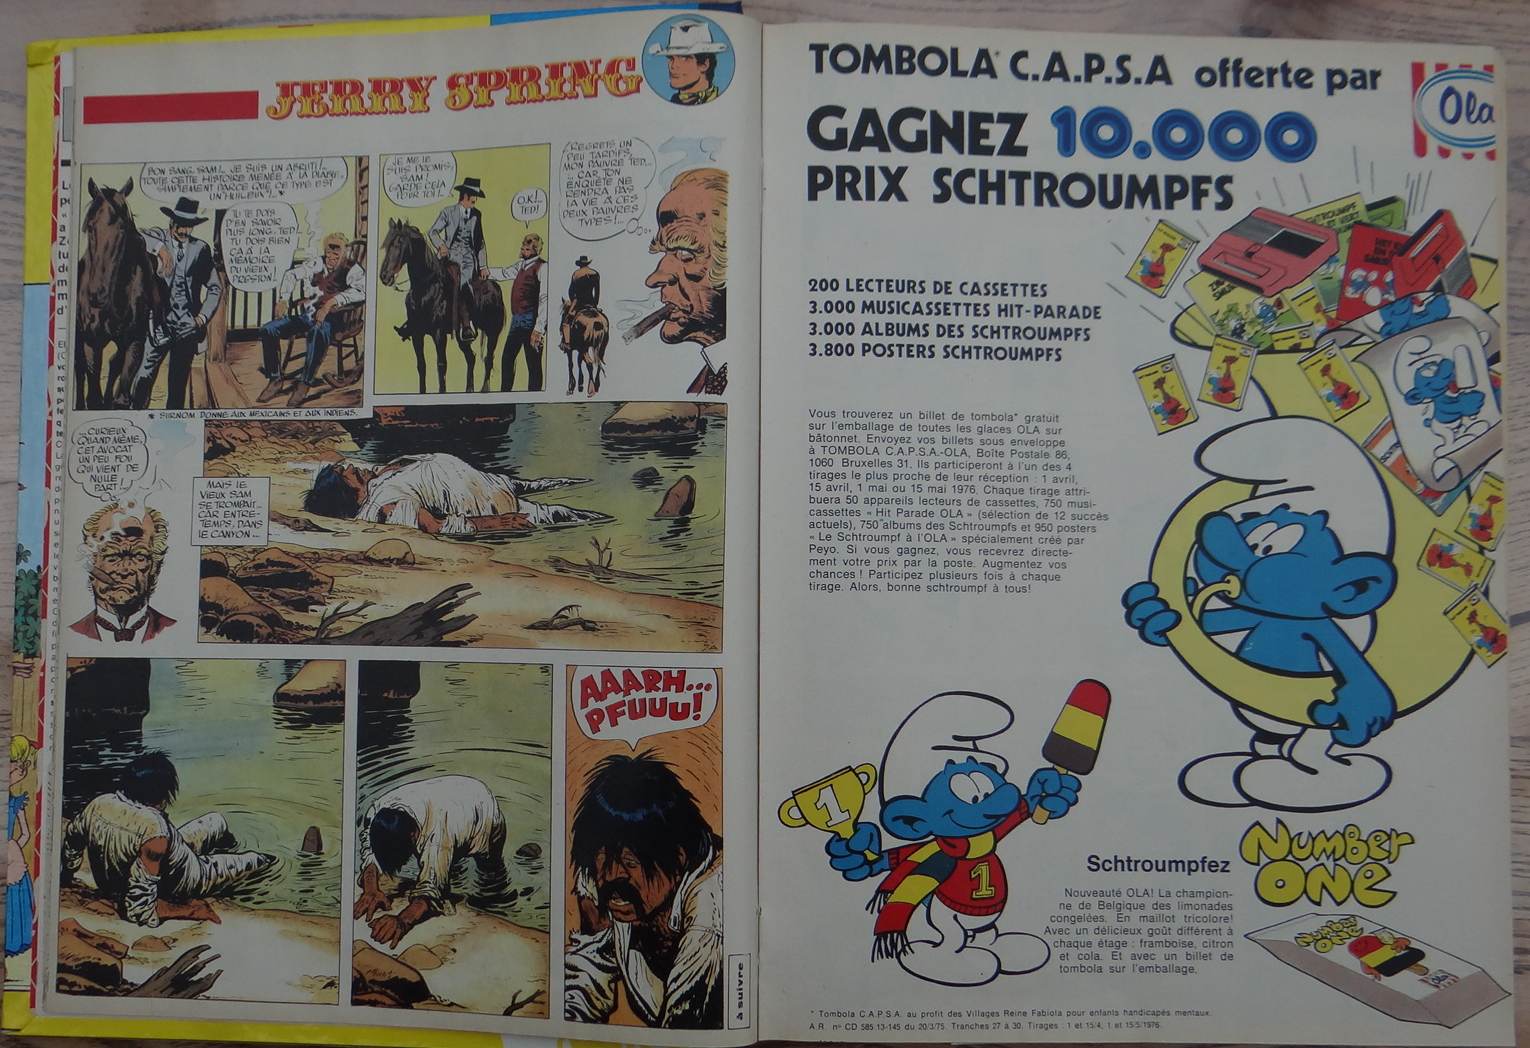 JERRY SPRING
BON SANG, SAM!.. JE SUIS UN ABRUTI!..
TOUTE CETTE HISTOIRE MENÉE À LA DIABLE...
SIMPLEMENT PARCE QUE CE TYPE EST
UN "HUILEUX"!.. *
TU TE DOIS
D'EN SAVOIR
PLUS LONG, TED!..
TU DOIS BIEN
ÇA À LA
MÉMOIRE
DU VIEUX
PRESTON!
JE ME LE
SUIS PROMIS,
SAM!
GARDE CELA
POUR TOI!..
O.K!..
TED!
REGRETS UN
PEU TARDIFS,
MON PAUVRE TED...
... CAR TON
ENQUÊTE NE
RENDRA PAS
LA VIE À CES
DEUX PAUVRES
TYPES!...
* SURNOM DONNÉ AUX MEXICAINS ET AUX INDIENS.
... CURIEUX
QUAND MÊME,
CET AVOCAT
UN PEU FOU
QUI VIENT DE
NULLE
PART!..
MAIS LE
VIEUX SAM
SE TROMPAIT...
CAR ENTRE-
TEMPS, DANS
LE CANYON...
AAARH...
PFUUU!
à suivre
TOMBOLA* C.A.P.S.A offerte par
Ola
GAGNEZ 10.000
PRIX SCHTROUMPFS
200 LECTEURS DE CASSETTES
3.000 MUSICASSETTES HIT-PARADE
3.000 ALBUMS DES SCHTROUMPFS
3.800 POSTERS SCHTROUMPFS
Vous trouverez un billet de tombola* gratuit
sur l'emballage de toutes les glaces OLA sur
bâtonnet. Envoyez vos billets sous enveloppe
à TOMBOLA C.A.P.S.A.-OLA, Boîte Postale 86,
1060 Bruxelles 31. Ils participeront à l'un des 4
tirages le plus proche de leur réception : 1 avril,
15 avril, 1 mai ou 15 mai 1976. Chaque tirage attri-
buera 50 appareils lecteurs de cassettes, 750 musi-
cassettes « Hit Parade OLA » (sélection de 12 succès
actuels), 750 albums des Schtroumpfs et 950 posters
« Le Schtroumpf à l'OLA » spécialement créé par
Peyo. Si vous gagnez, vous recevrez directe-
ment votre prix par la poste. Augmentez vos
chances ! Participez plusieurs fois à chaque
tirage. Alors, bonne schtroumpf à tous!
1
1
Schtroumpfez
NUMBER
ONE
Nouveauté OLA! La champion-
ne de Belgique des limonades
congelées. En maillot tricolore!
Avec un délicieux goût différent à
chaque étage : framboise, citron
et cola. Et avec un billet de
tombola sur l'emballage.
NUMBER
ONE
* Tombola C.A.P.S.A. au profit des Villages Reine Fabiola pour enfants handicapés mentaux.
A.R. n° CD 585 13-145 du 20/3/75. Tranches 27 à 30. Tirages : 1 et 15/4, 1 et 15/5/1976.